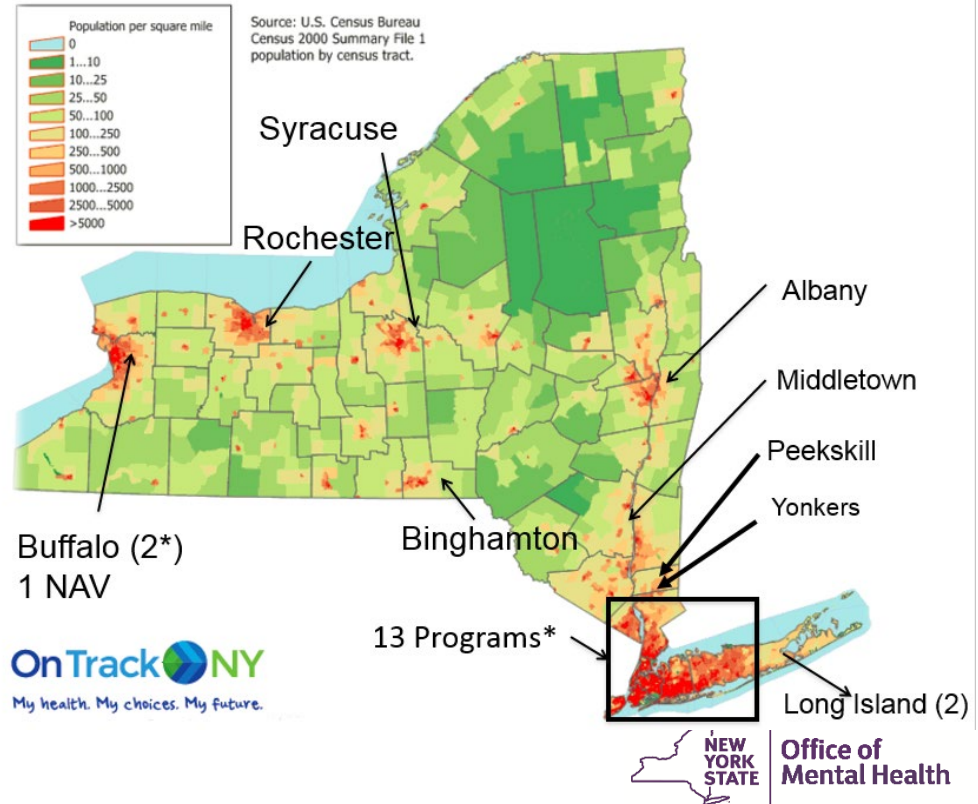 Population per square mile
0
1...10
10...25
25...50
50...100
100...250
250...500
500...1000
1000...2500
2500...5000
>5000
Source: U.S. Census Bureau
Census 2000 Summary File 1
population by census tract.
Syracuse
Rochester
Albany
Middletown
Peekskill
Yonkers
Binghamton
Buffalo (2*)
1 NAV
13 Programs*
Long Island (2)
OnTrackNY
My health. My choices. My future.
NEW
YORK
STATE
Office of
Mental Health